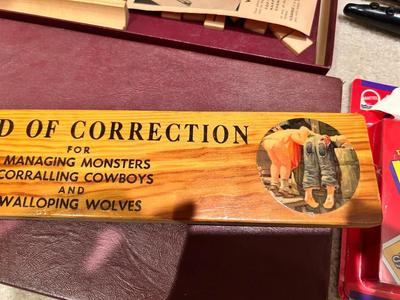 D OF CORRECTION
FOR
MANAGING MONSTERS
CORRALLING COWBOYS
AND
WALLOPING WOLVES